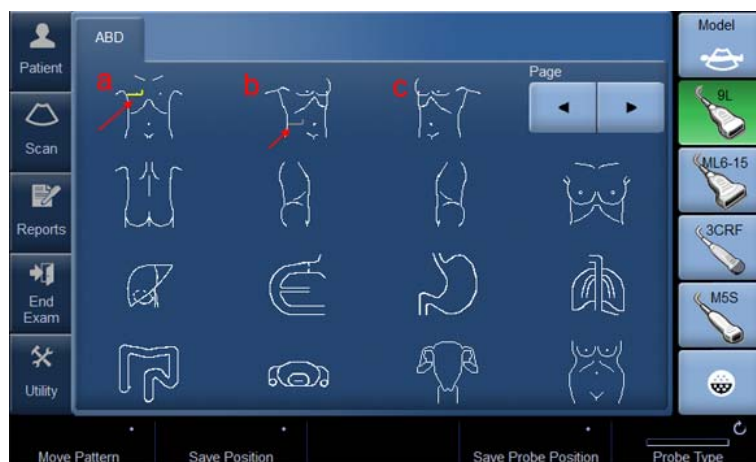 Patient
Scan
Reports
End
Exam
Utility
ABD
a
b
c
Page
Model
9L
ML6-15
3CRF
M5S
Move Pattern
Save Position
Save Probe Position
Probe Type